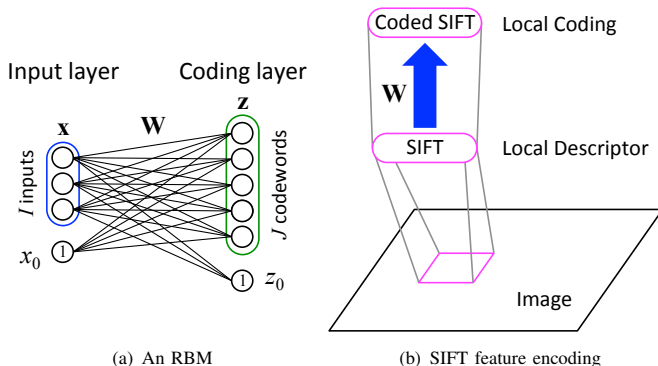 Input layer
Coding layer
x
W
z
I inputs
J codewords
x0
1
1
z0
(a) An RBM
Coded SIFT
Local Coding
W
SIFT
Local Descriptor
Image
(b) SIFT feature encoding